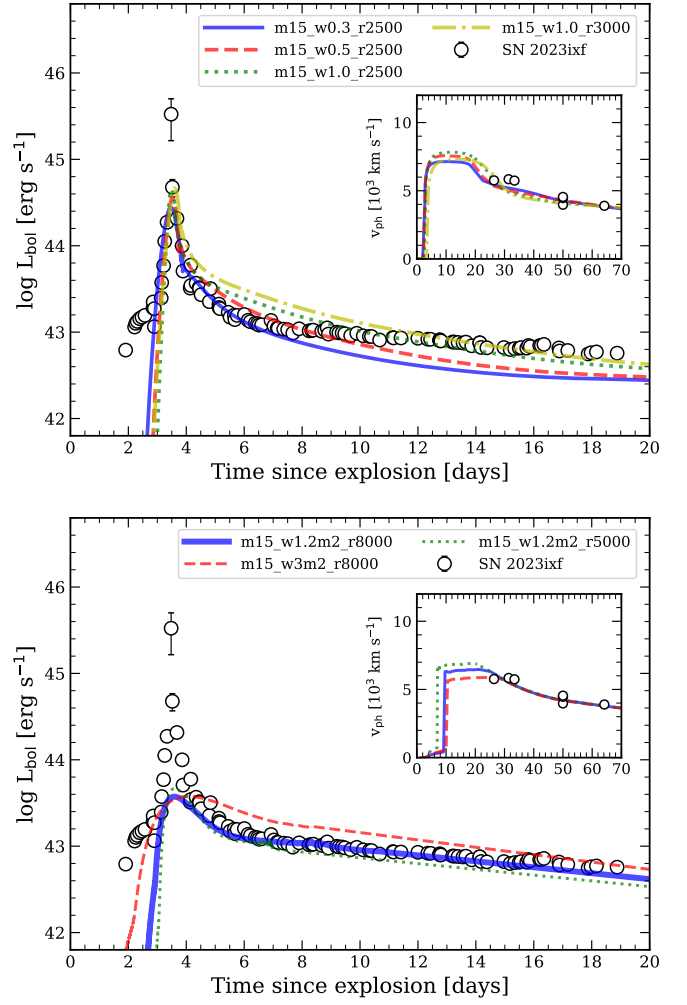 m15_w0.3_r2500
m15_w0.5_r2500
m15_w1.0_r2500
m15_w1.0_r3000
SN 2023ixf
log L_bol [erg s⁻¹]
46
45
44
43
42
v_ph [10³ km s⁻¹]
10
5
0
0 10 20 30 40 50 60 70
0 2 4 6 8 10 12 14 16 18 20
Time since explosion [days]
m15_w1.2m2_r8000
m15_w3m2_r8000
m15_w1.2m2_r5000
SN 2023ixf
log L_bol [erg s⁻¹]
46
45
44
43
42
v_ph [10³ km s⁻¹]
10
5
0
0 10 20 30 40 50 60 70
0 2 4 6 8 10 12 14 16 18 20
Time since explosion [days]